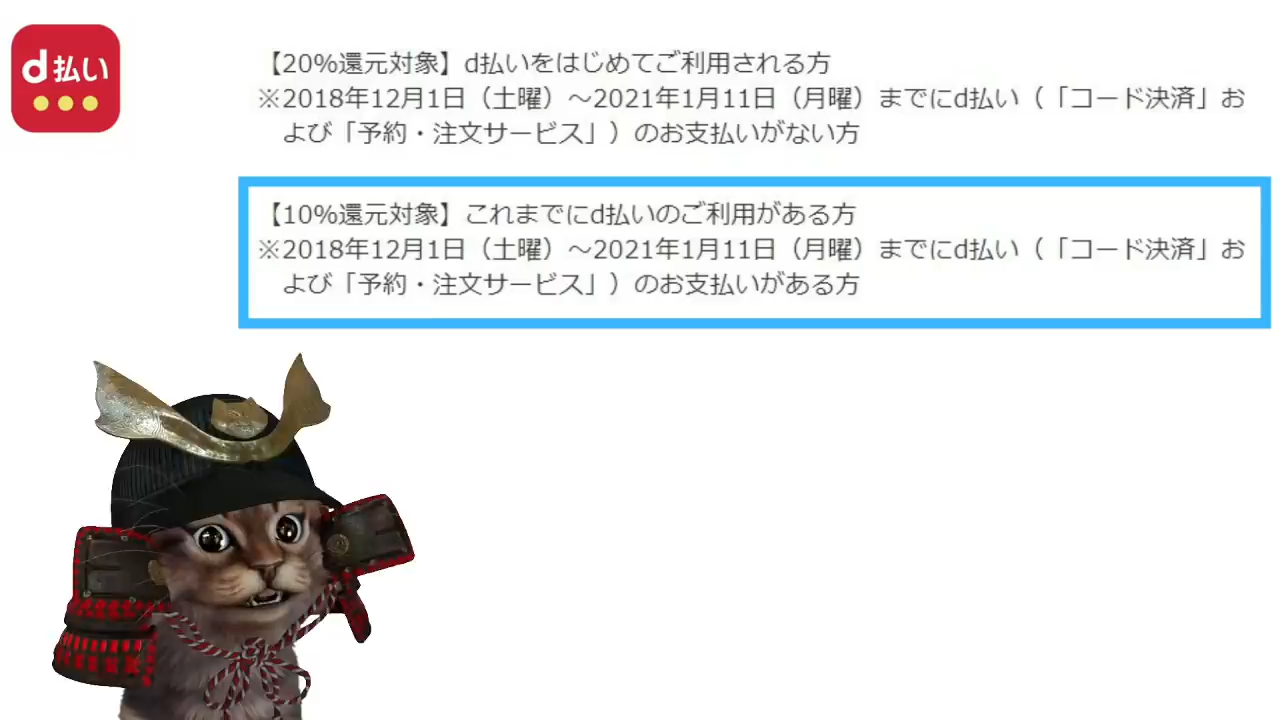 d払い
【20%還元対象】d払いをはじめてご利用される方
※2018年12月1日（土曜）～2021年1月11日（月曜）までにd払い（「コード決済」お
よび「予約・注文サービス」）のお支払いがない方
【10%還元対象】これまでにd払いのご利用がある方
※2018年12月1日（土曜）～2021年1月11日（月曜）までにd払い（「コード決済」お
よび「予約・注文サービス」）のお支払いがある方